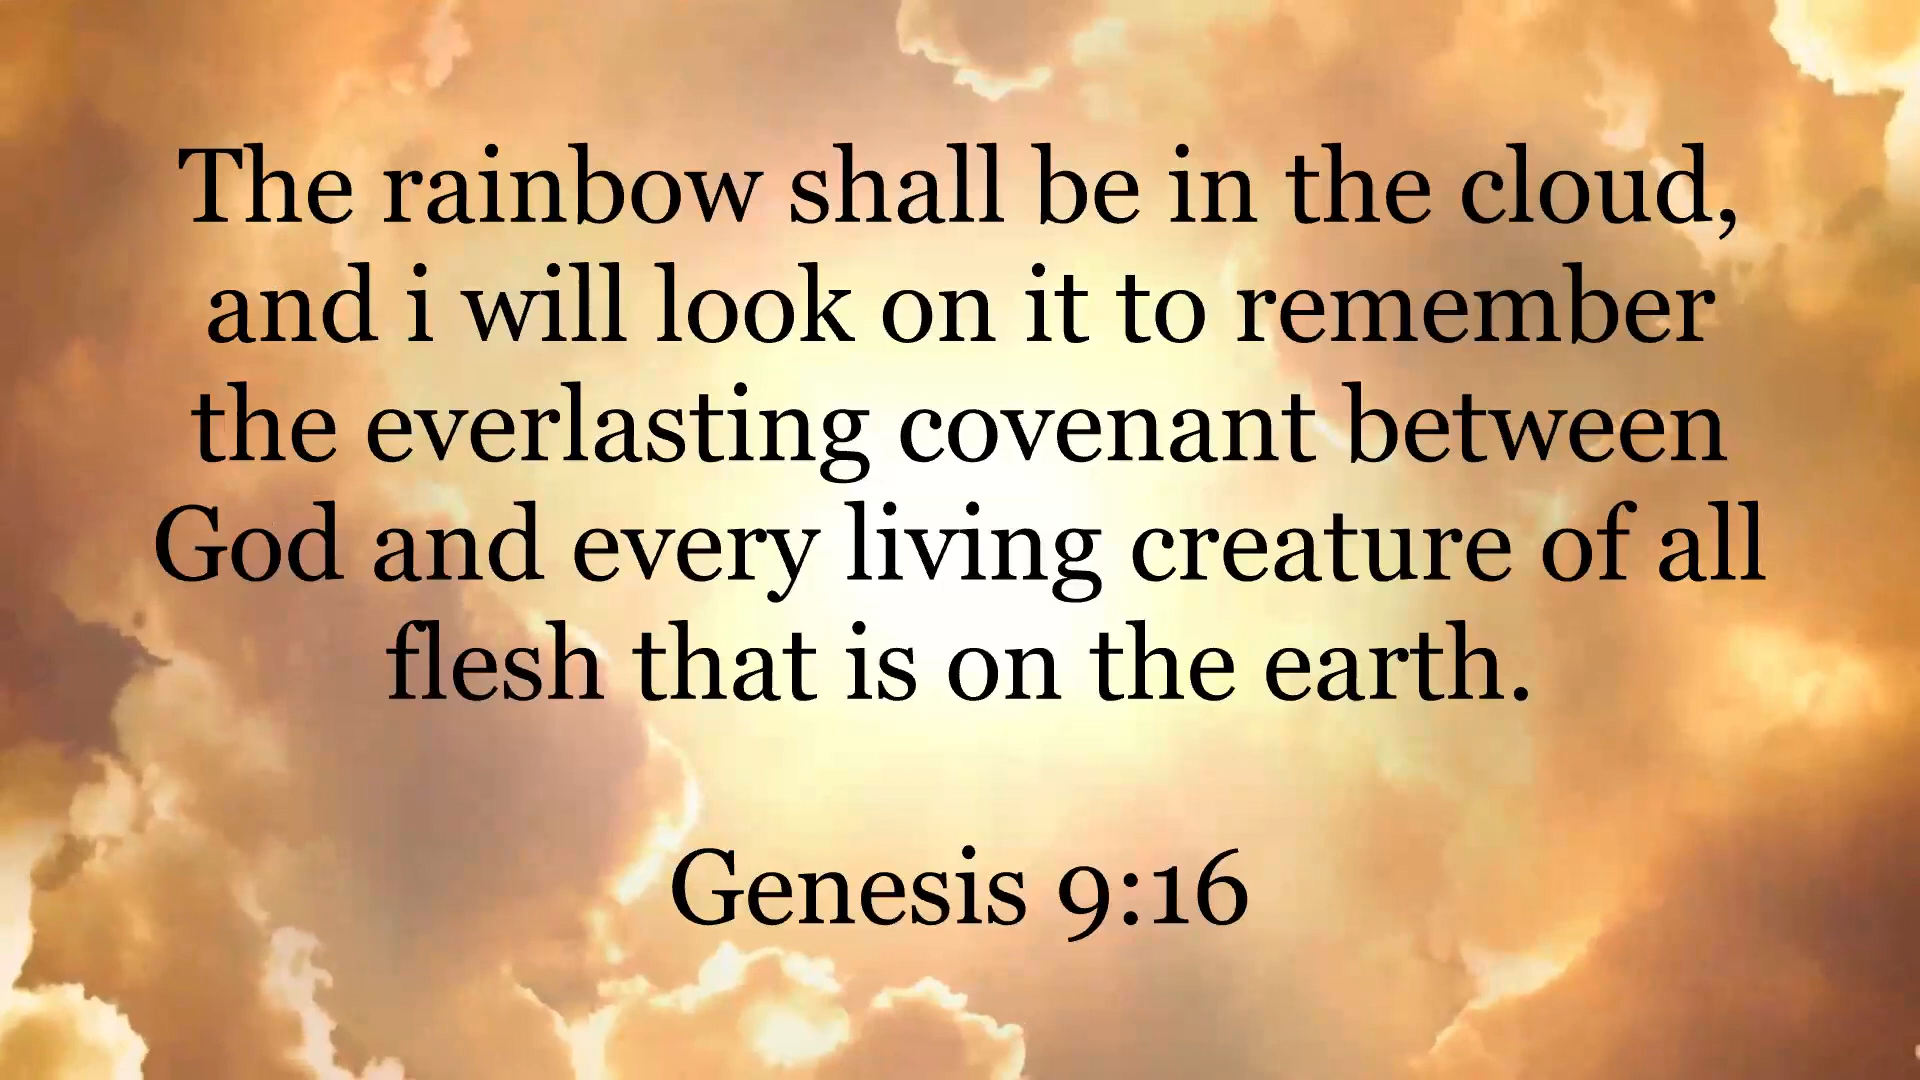 The rainbow shall be in the cloud,
and i will look on it to remember
the everlasting covenant between
God and every living creature of all
flesh that is on the earth.
Genesis 9:16